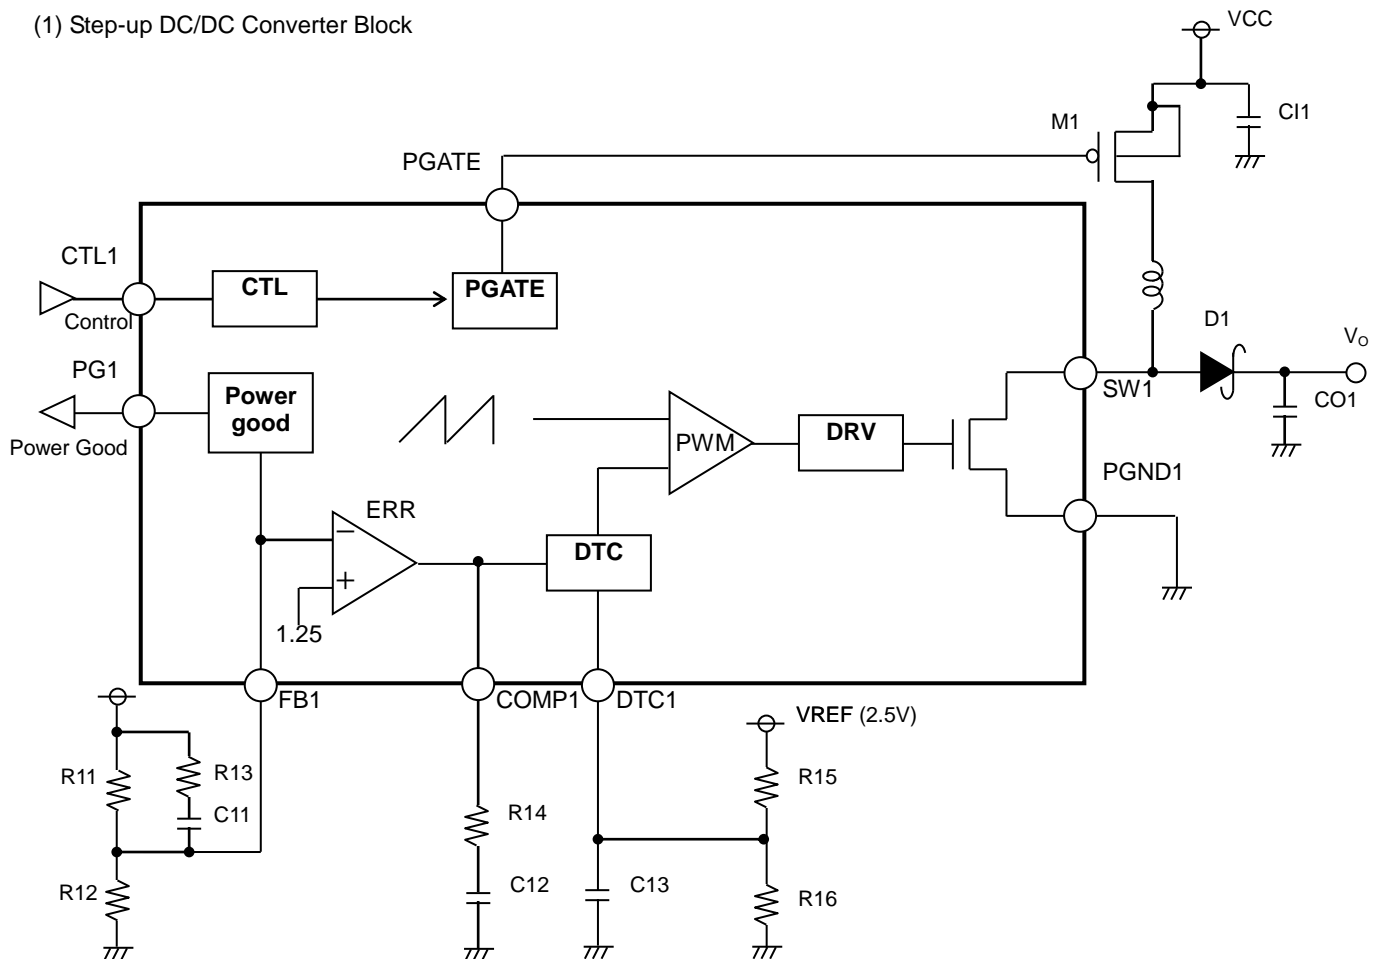 (1) Step-up DC/DC Converter Block
VCC
CI1
M1
PGATE
CTL1
CTL
PGATE
Control
PG1
Power
good
Power Good
D1
VO
SW1
CO1
PWM
DRV
PGND1
ERR
−
+
1.25
DTC
FB1
COMP1
DTC1
VREF (2.5V)
R11
R13
C11
R15
R14
R12
C12
C13
R16